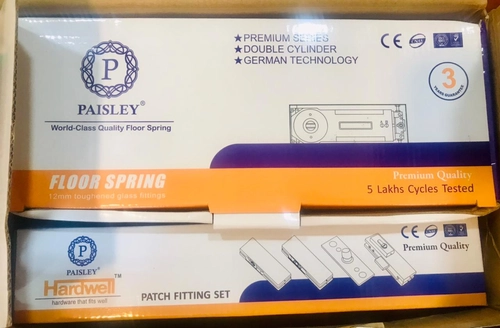 ★PREMIUM SERIES
★DOUBLE CYLINDER
★GERMAN TECHNOLOGY
CE
P
PAISLEY®
World-Class Quality Floor Spring
3
YEARS GUARANTEE
FLOOR SPRING
12mm toughened glass fittings
Premium Quality
5 Lakhs Cycles Tested
P
PAISLEY®
Hardwell™
hardware that fits well
PATCH FITTING SET
CE
Premium Quality